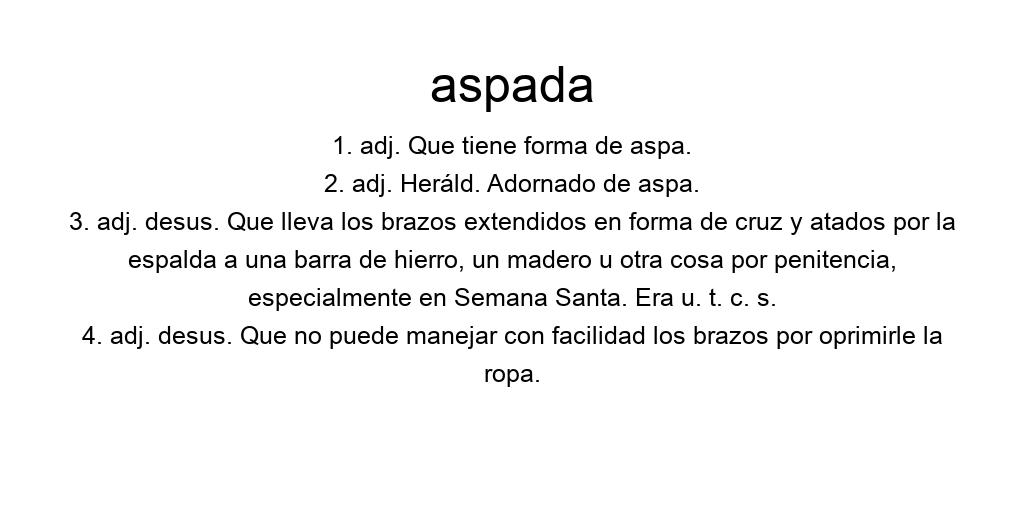 aspada
1. adj. Que tiene forma de aspa.
2. adj. Heráld. Adornado de aspa.
3. adj. desus. Que lleva los brazos extendidos en forma de cruz y atados por la
espalda a una barra de hierro, un madero u otra cosa por penitencia,
especialmente en Semana Santa. Era u. t. c. s.
4. adj. desus. Que no puede manejar con facilidad los brazos por oprimirle la
ropa.